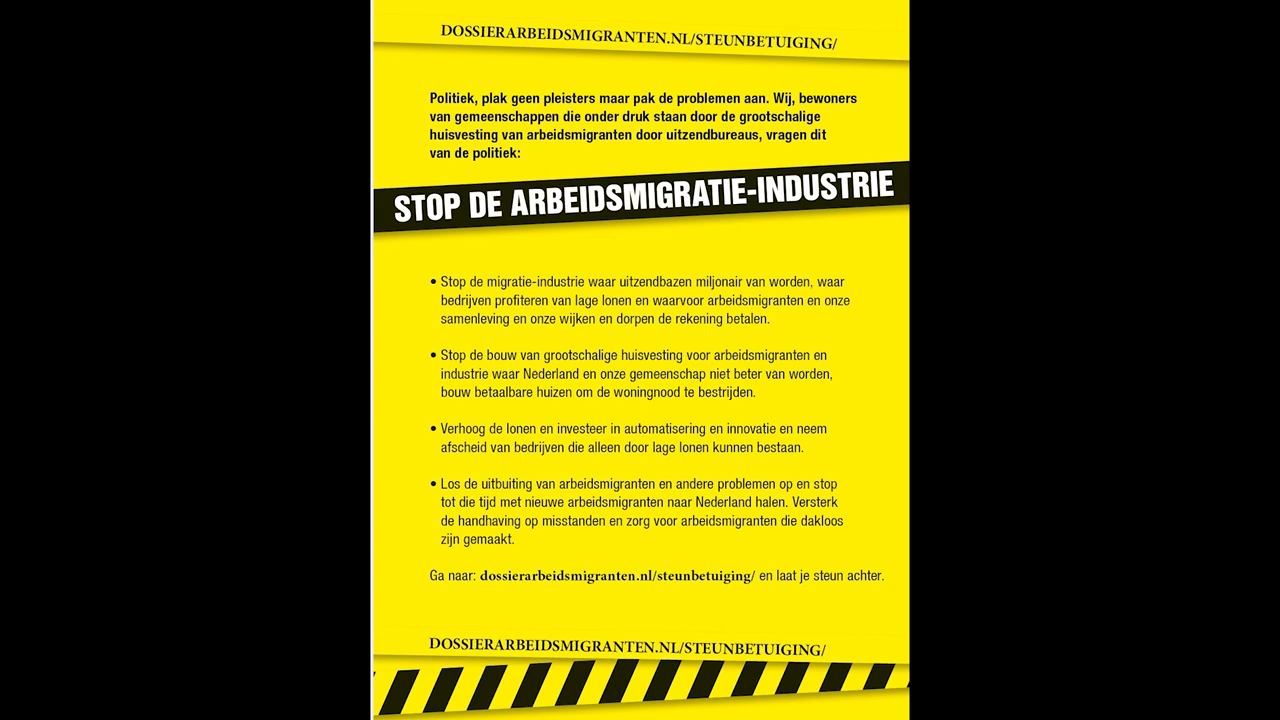 DOSSIERARBEIDSMIGRANTEN.NL/STEUNBETUIGING/
Politiek, plak geen pleisters maar pak de problemen aan. Wij, bewoners
van gemeenschappen die onder druk staan door de grootschalige
huisvesting van arbeidsmigranten door uitzendbureaus, vragen dit
van de politiek:
STOP DE ARBEIDSMIGRATIE-INDUSTRIE
• Stop de migratie-industrie waar uitzendbazen miljonair van worden, waar
bedrijven profiteren van lage lonen en waarvoor arbeidsmigranten en onze
samenleving en onze wijken en dorpen de rekening betalen.
• Stop de bouw van grootschalige huisvesting voor arbeidsmigranten en
industrie waar Nederland en onze gemeenschap niet beter van worden,
bouw betaalbare huizen om de woningnood te bestrijden.
• Verhoog de lonen en investeer in automatisering en innovatie en neem
afscheid van bedrijven die alleen door lage lonen kunnen bestaan.
• Los de uitbuiting van arbeidsmigranten en andere problemen op en stop
tot die tijd met nieuwe arbeidsmigranten naar Nederland halen. Versterk
de handhaving op misstanden en zorg voor arbeidsmigranten die dakloos
zijn gemaakt.
Ga naar: dossierarbeidsmigranten.nl/steunbetuiging/ en laat je steun achter.
DOSSIERARBEIDSMIGRANTEN.NL/STEUNBETUIGING/